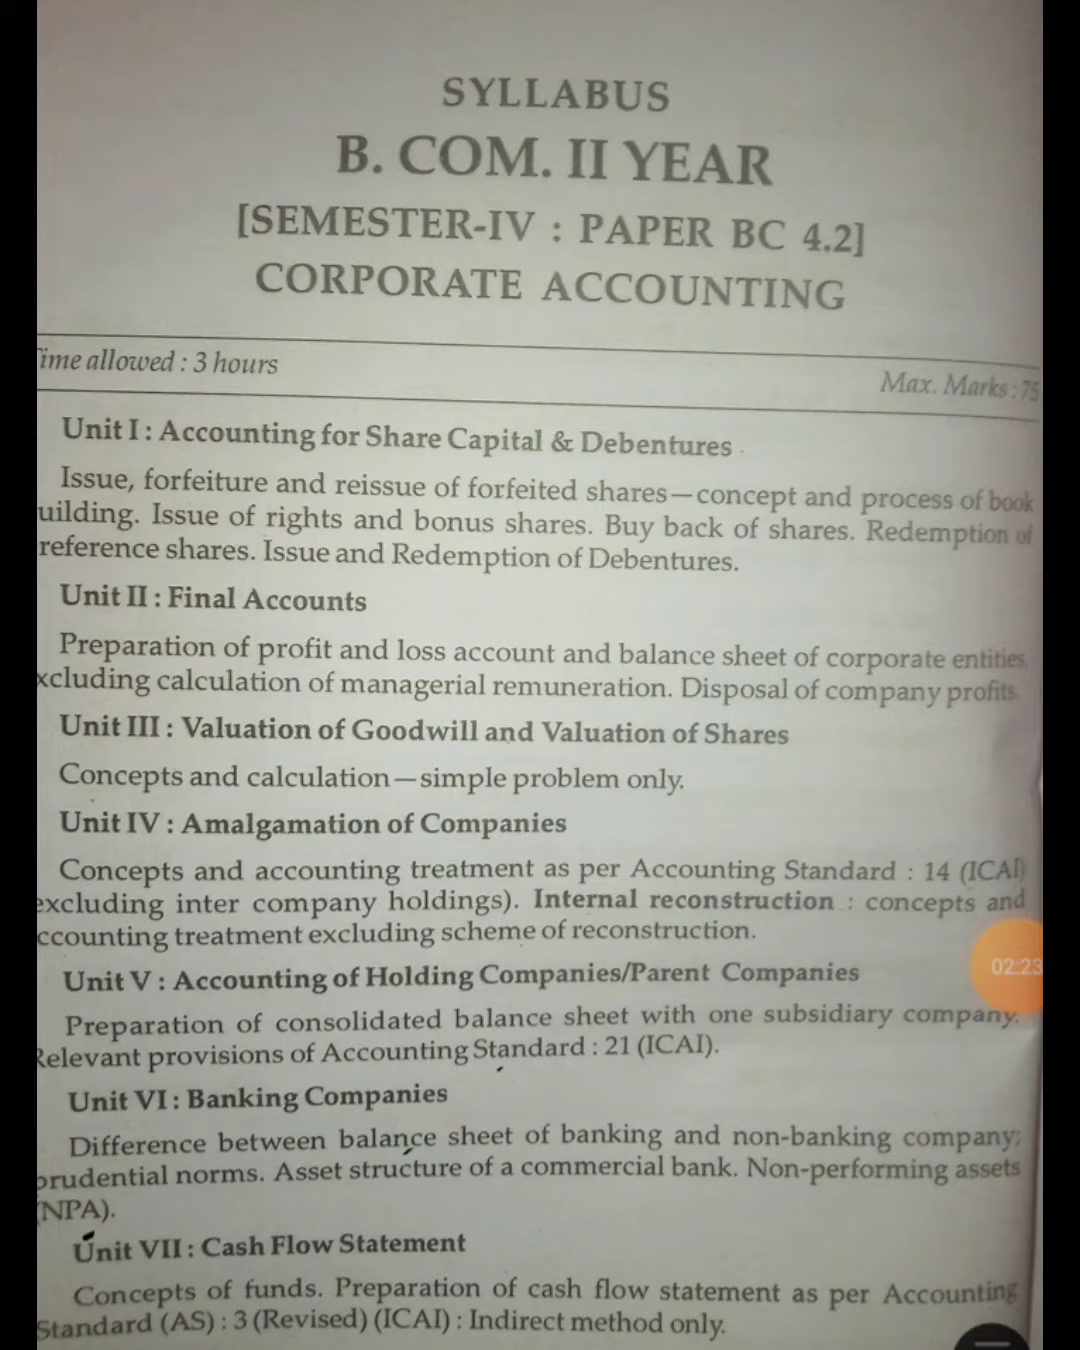 SYLLABUS
B. COM. II YEAR
[SEMESTER-IV : PAPER BC 4.2]
CORPORATE ACCOUNTING
ime allowed : 3 hours
Max. Marks : 75
Unit I : Accounting for Share Capital & Debentures
Issue, forfeiture and reissue of forfeited shares—concept and process of book
uilding. Issue of rights and bonus shares. Buy back of shares. Redemption of
reference shares. Issue and Redemption of Debentures.
Unit II : Final Accounts
Preparation of profit and loss account and balance sheet of corporate entities,
xcluding calculation of managerial remuneration. Disposal of company profits.
Unit III : Valuation of Goodwill and Valuation of Shares
Concepts and calculation—simple problem only.
Unit IV : Amalgamation of Companies
Concepts and accounting treatment as per Accounting Standard : 14 (ICAI)
excluding inter company holdings). Internal reconstruction : concepts and
ccounting treatment excluding scheme of reconstruction.
Unit V : Accounting of Holding Companies/Parent Companies
Preparation of consolidated balance sheet with one subsidiary company.
Relevant provisions of Accounting Standard : 21 (ICAI).
02:23
Unit VI : Banking Companies
Difference between balance sheet of banking and non-banking company;
prudential norms. Asset structure of a commercial bank. Non-performing assets
(NPA).
Unit VII : Cash Flow Statement
Concepts of funds. Preparation of cash flow statement as per Accounting
Standard (AS) : 3 (Revised) (ICAI) : Indirect method only.